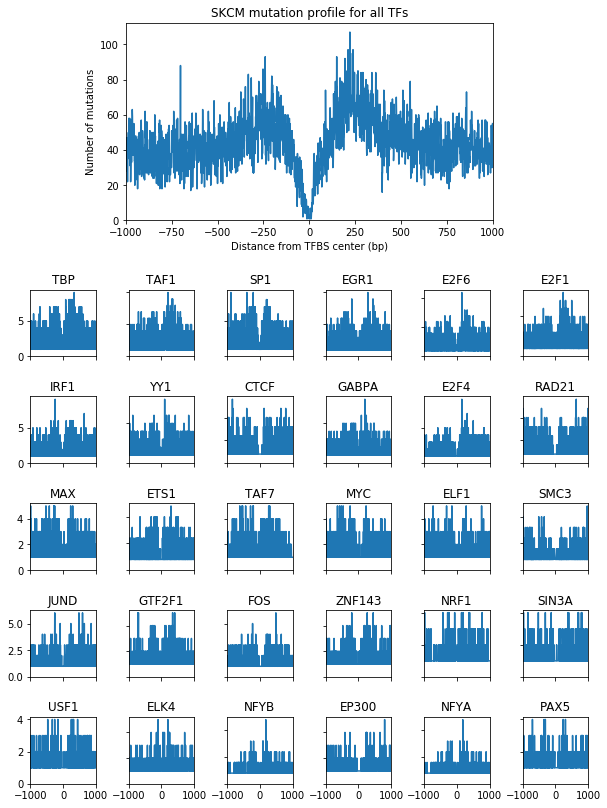 SKCM mutation profile for all TFs
Number of mutations
100
80
60
40
20
0
−1000 −750 −500 −250 0 250 500 750 1000
Distance from TFBS center (bp)
TBP TAF1 SP1 EGR1 E2F6 E2F1
5
0
IRF1 YY1 CTCF GABPA E2F4 RAD21
5
0
MAX ETS1 TAF7 MYC ELF1 SMC3
4
2
0
JUND GTF2F1 FOS ZNF143 NRF1 SIN3A
5.0
2.5
0.0
USF1 ELK4 NFYB EP300 NFYA PAX5
4
2
0
−1000 0 1000 −1000 0 1000 −1000 0 1000 −1000 0 1000 −1000 0 1000 −1000 0 1000